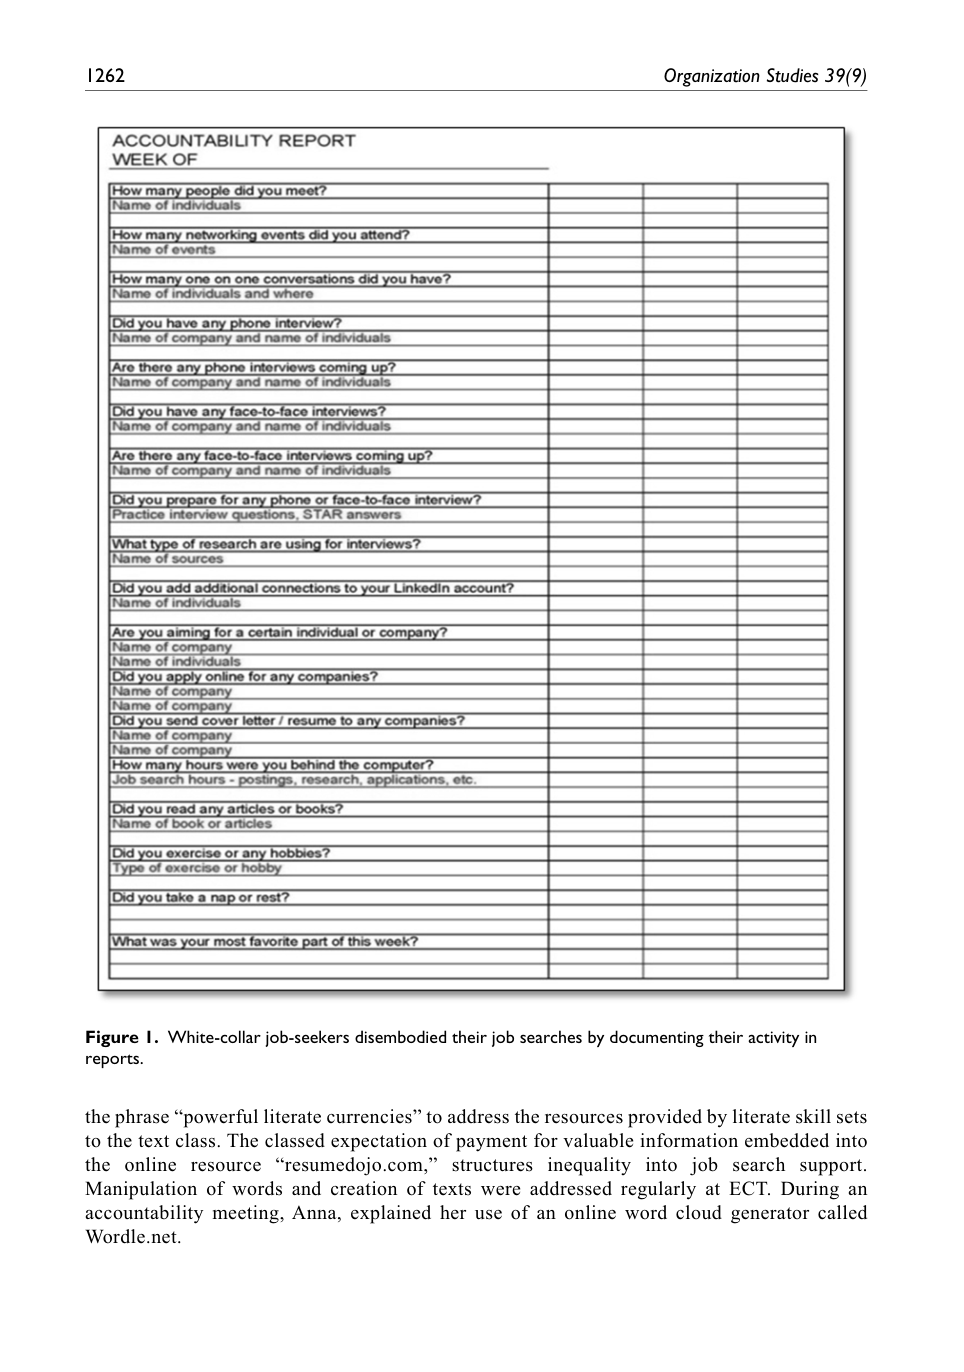 1262 Organization Studies 39(9)
ACCOUNTABILITY REPORT
WEEK OF
How many people did you meet?
Name of individuals
How many networking events did you attend?
Name of events
How many one on one conversations did you have?
Name of individuals and where
Did you have any phone interview?
Name of company and name of individuals
Are there any phone interviews coming up?
Name of company and name of individuals
Did you have any face-to-face interviews?
Name of company and name of individuals
Are there any face-to-face interviews coming up?
Name of company and name of individuals
Did you prepare for any phone or face-to-face interview?
Practice interview questions, STAR answers
What type of research are using for interviews?
Name of sources
Did you add additional connections to your LinkedIn account?
Name of individuals
Are you aiming for a certain individual or company?
Name of company
Name of individuals
Did you apply online for any companies?
Name of company
Name of company
Did you send cover letter / resume to any companies?
Name of company
Name of company
How many hours were you behind the computer?
Job search hours - postings, research, applications, etc.
Did you read any articles or books?
Name of book or articles
Did you exercise or any hobbies?
Type of exercise or hobby
Did you take a nap or rest?
What was your most favorite part of this week?
Figure 1. White-collar job-seekers disembodied their job searches by documenting their activity in
reports.
the phrase “powerful literate currencies” to address the resources provided by literate skill sets
to the text class. The classed expectation of payment for valuable information embedded into
the online resource “resumedojo.com,” structures inequality into job search support.
Manipulation of words and creation of texts were addressed regularly at ECT. During an
accountability meeting, Anna, explained her use of an online word cloud generator called
Wordle.net.